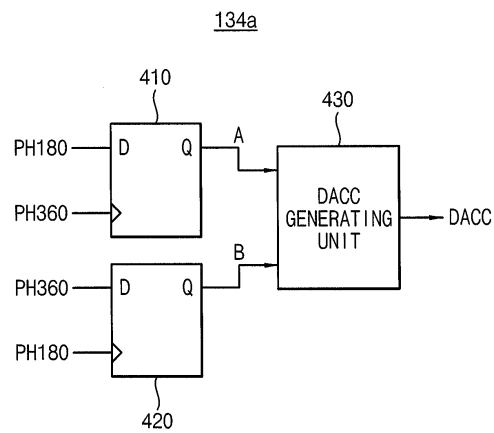 134a
410
430
PH180
D
Q
A
PH360
DACC
GENERATING
UNIT
DACC
PH360
D
Q
B
PH180
420